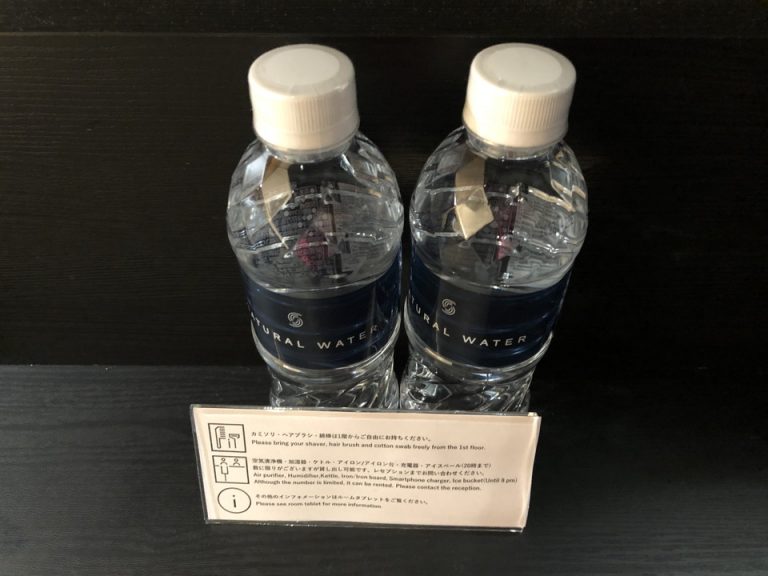 NATURAL WATER
NATURAL WATER
カミソリ・ヘアブラシ・綿棒は1階からご自由にお持ちください。
Please bring your shaver, hair brush and cotton swab freely from the 1st floor.
空気清浄機・加湿器・ケトル・アイロン/アイロン台・充電器・アイスペール(20時まで)
数に限りがございますが貸し出し可能です。レセプションまでお問い合わせください。
Air purifier, Humidifier,Kettle, Iron/Iron board, Smartphone charger, Ice bucket(Until 8 pm)
Although the number is limited, it can be rented. Please contact the reception.
その他のインフォメーションはルームタブレットをご覧ください。
Please see room tablet for more information